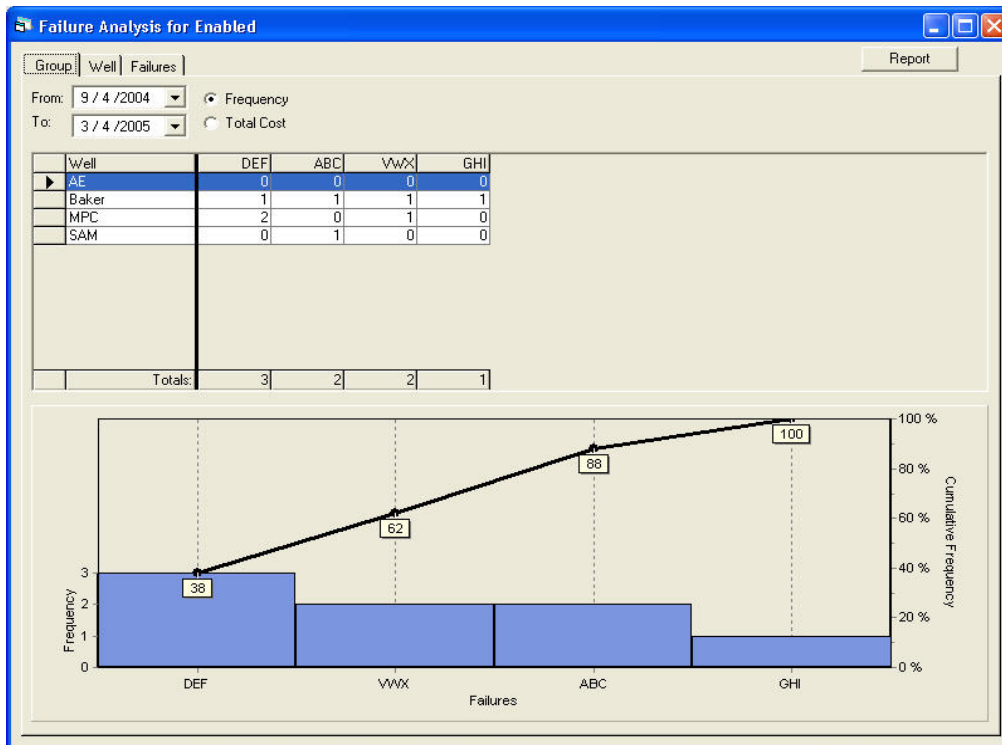 Failure Analysis for Enabled
Group Well Failures
Report
From: 9 / 4 /2004 Frequency
To: 3 / 4 /2005 Total Cost
Well DEF ABC VWX GHI
AE 0 0 0 0
Baker 1 1 1 1
MPC 2 0 1 0
SAM 0 1 0 0
Totals: 3 2 2 1
100 %
80 %
60 %
40 %
20 %
0 %
Cumulative Frequency
100
88
62
38
3
2
1
0
Frequency
DEF VWX ABC GHI
Failures